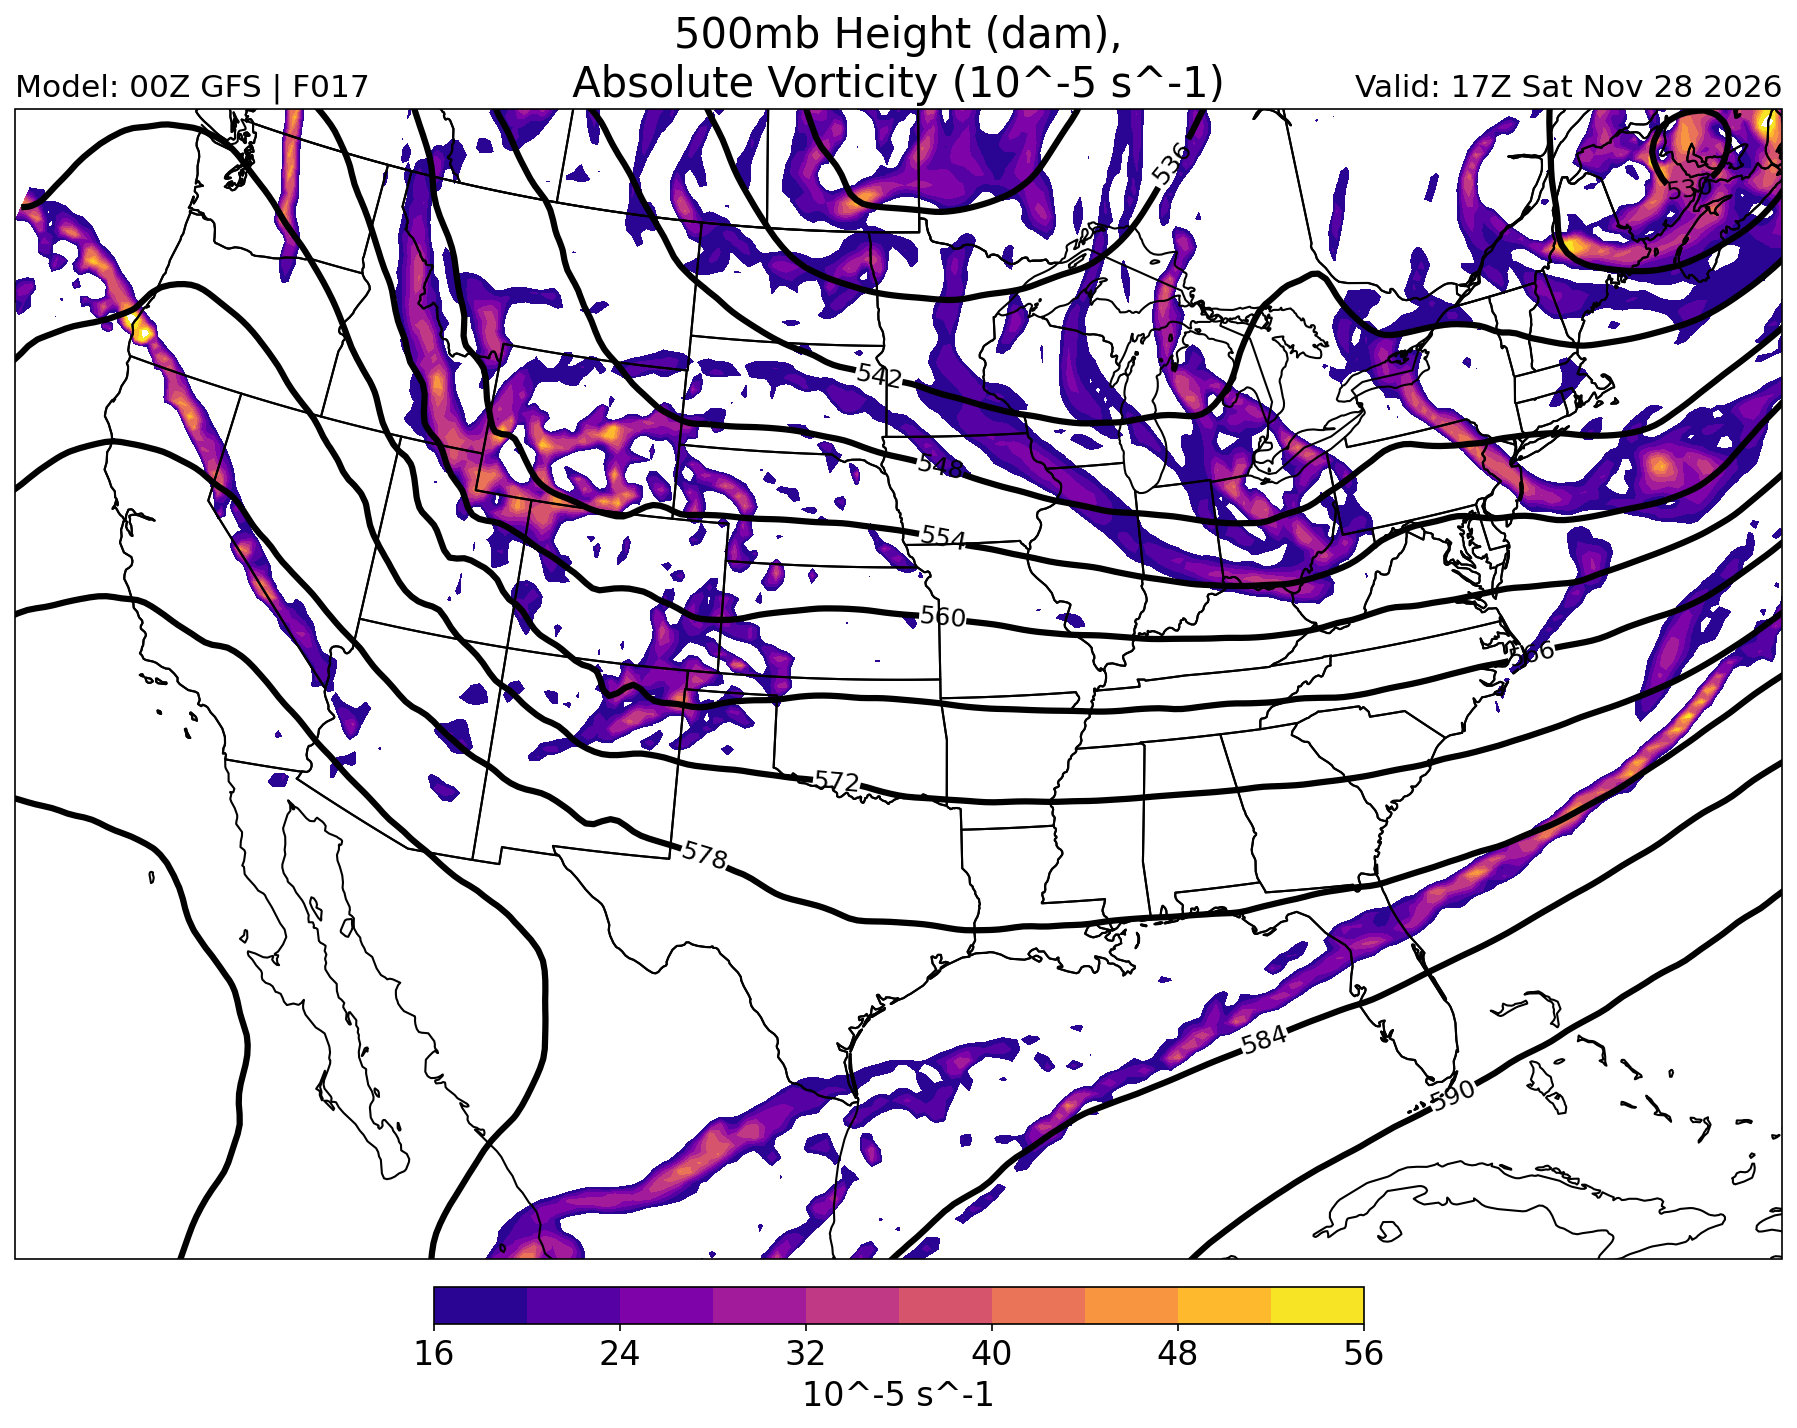 500mb Height (dam),
Model: 00Z GFS | F017
Absolute Vorticity (10^-5 s^-1)
Valid: 17Z Sat Nov 28 2026
536
530
542
548
554
560
566
572
578
584
590
16 24 32 40 48 56
10^-5 s^-1